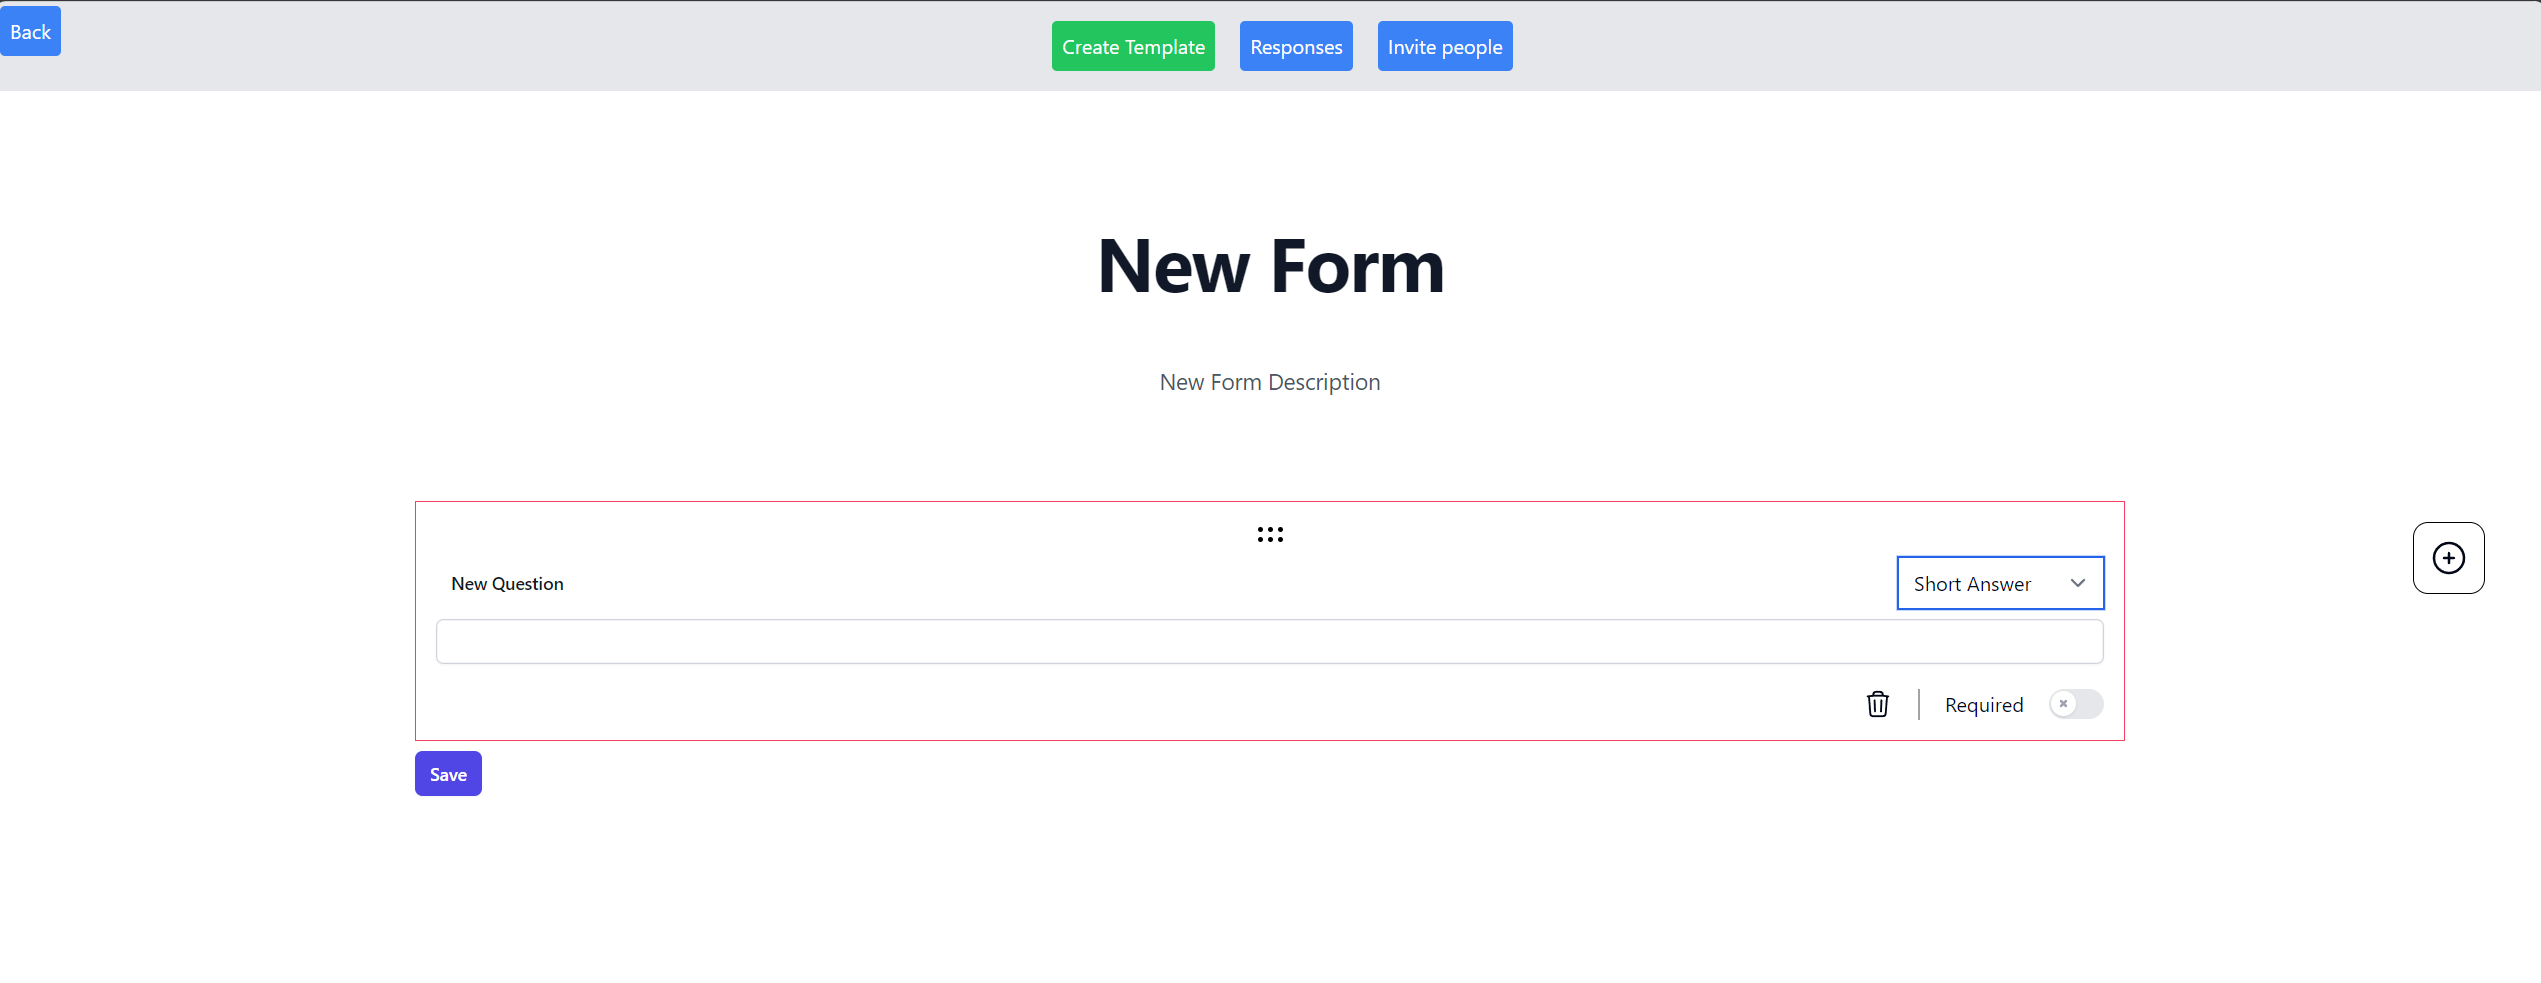 Back
Create Template
Responses
Invite people
New Form
New Form Description
New Question
Short Answer
Required
Save